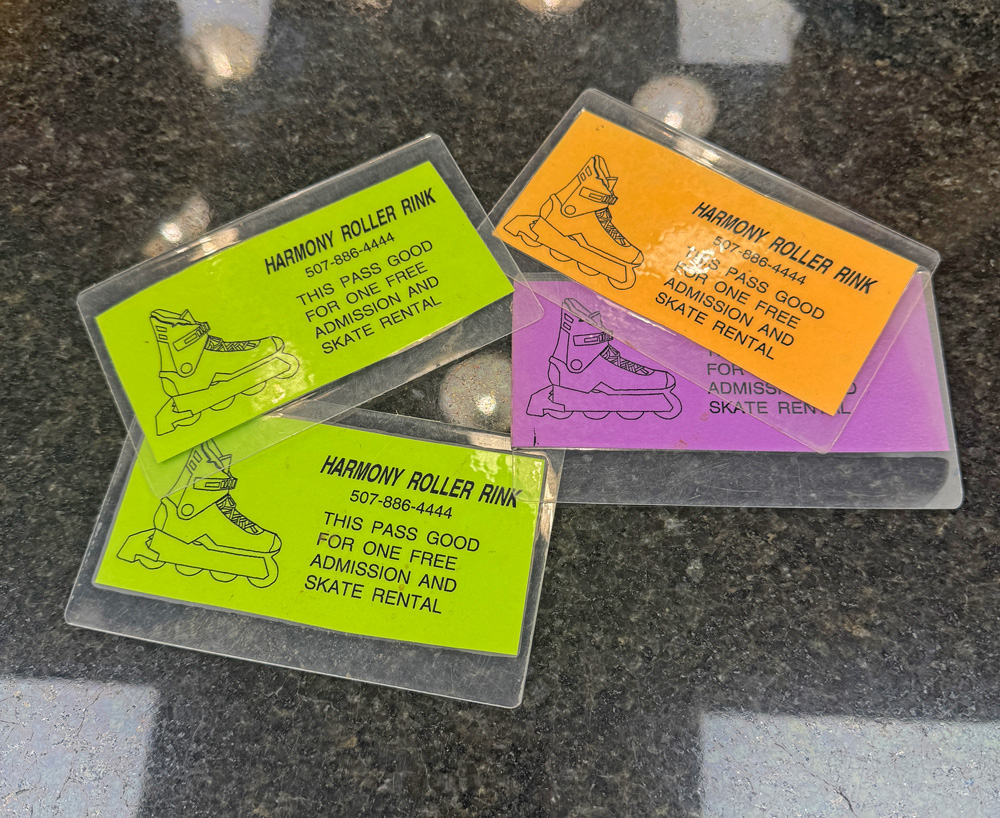 HARMONY ROLLER RINK
507-886-4444
THIS PASS GOOD
FOR ONE FREE
ADMISSION AND
SKATE RENTAL
HARMONY ROLLER RINK
507-886-4444
THIS PASS GOOD
FOR ONE FREE
ADMISSION AND
SKATE RENTAL
FOR
SKATE RENTAL
HARMONY ROLLER RINK
507-886-4444
THIS PASS GOOD
FOR ONE FREE
ADMISSION AND
SKATE RENTAL